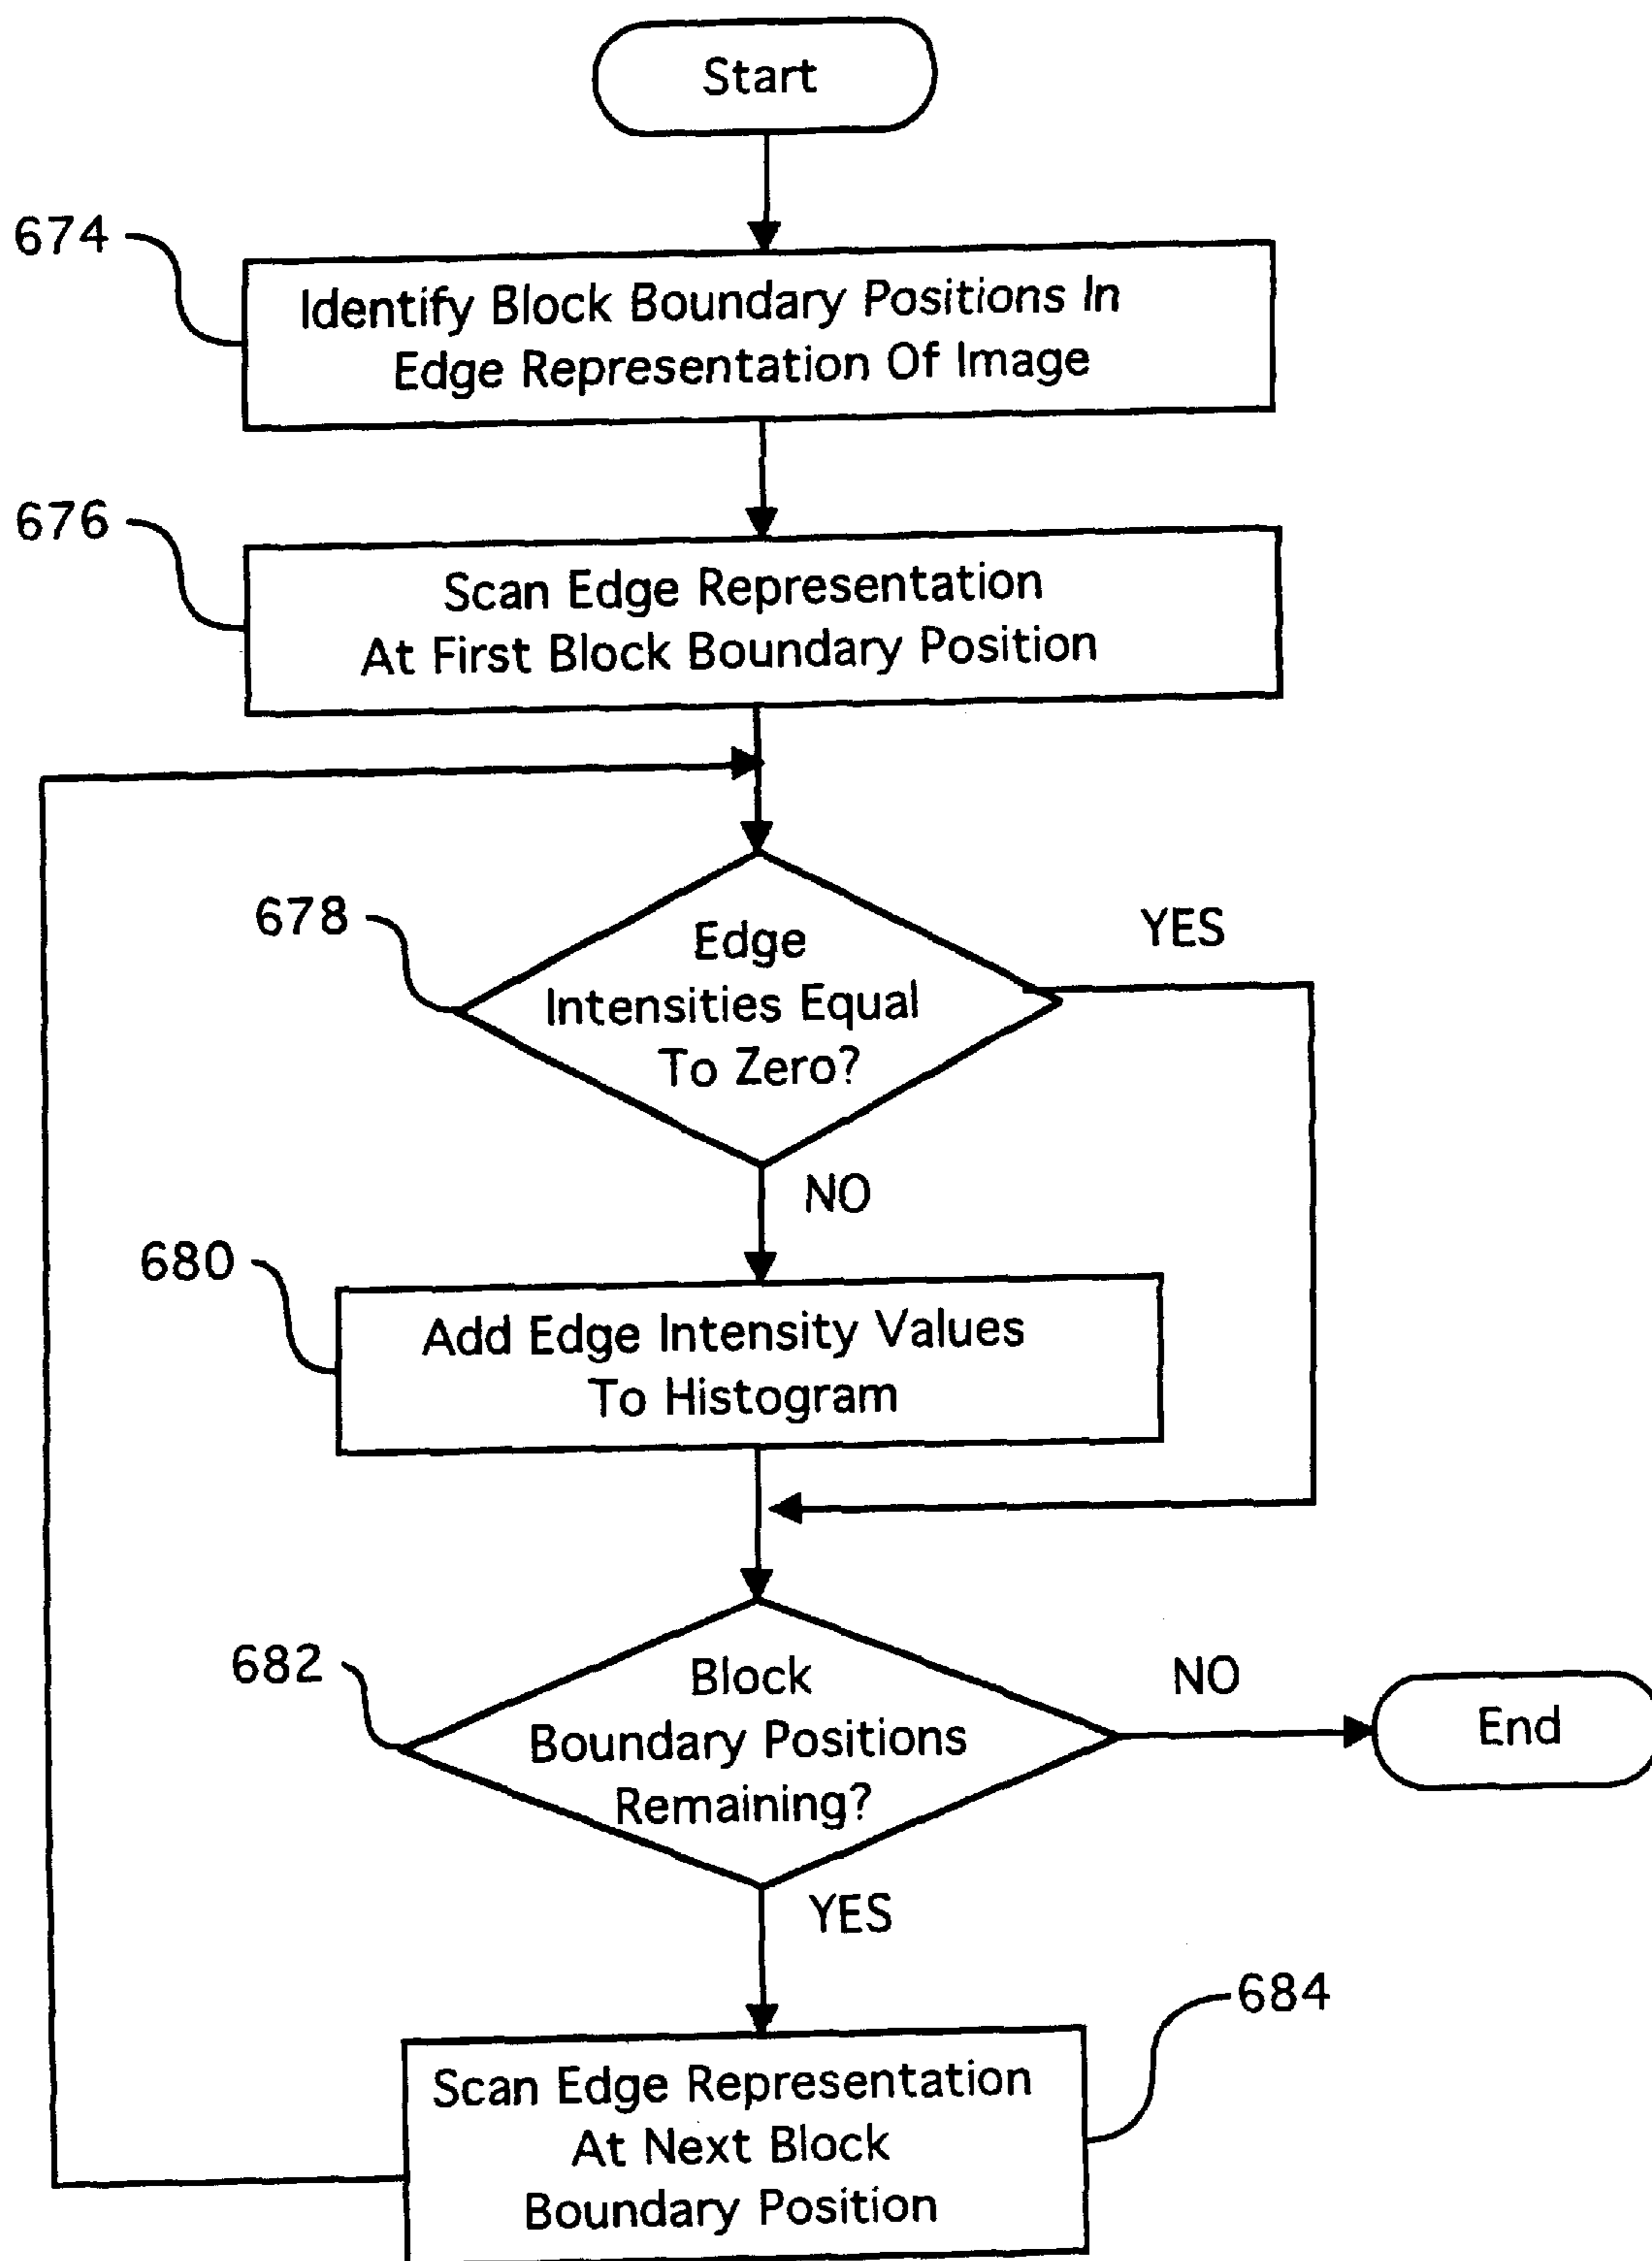 Start
674
Identify Block Boundary Positions In
Edge Representation Of Image
676
Scan Edge Representation
At First Block Boundary Position
678
Edge
Intensities Equal
To Zero?
YES
NO
680
Add Edge Intensity Values
To Histogram
682
Block
Boundary Positions
Remaining?
NO
End
YES
684
Scan Edge Representation
At Next Block
Boundary Position